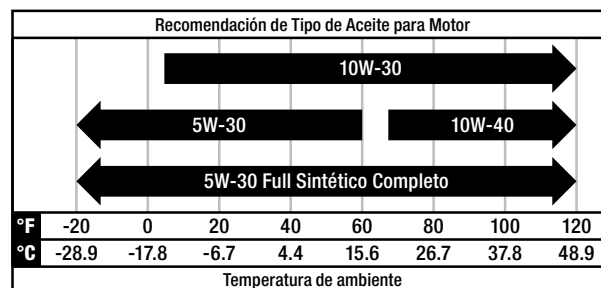 Recomendación de Tipo de Aceite para Motor
10W-30
5W-30 10W-40
5W-30 Full Sintético Completo
°F -20 0 20 40 60 80 100 120
°C -28.9 -17.8 -6.7 4.4 15.6 26.7 37.8 48.9
Temperatura de ambiente